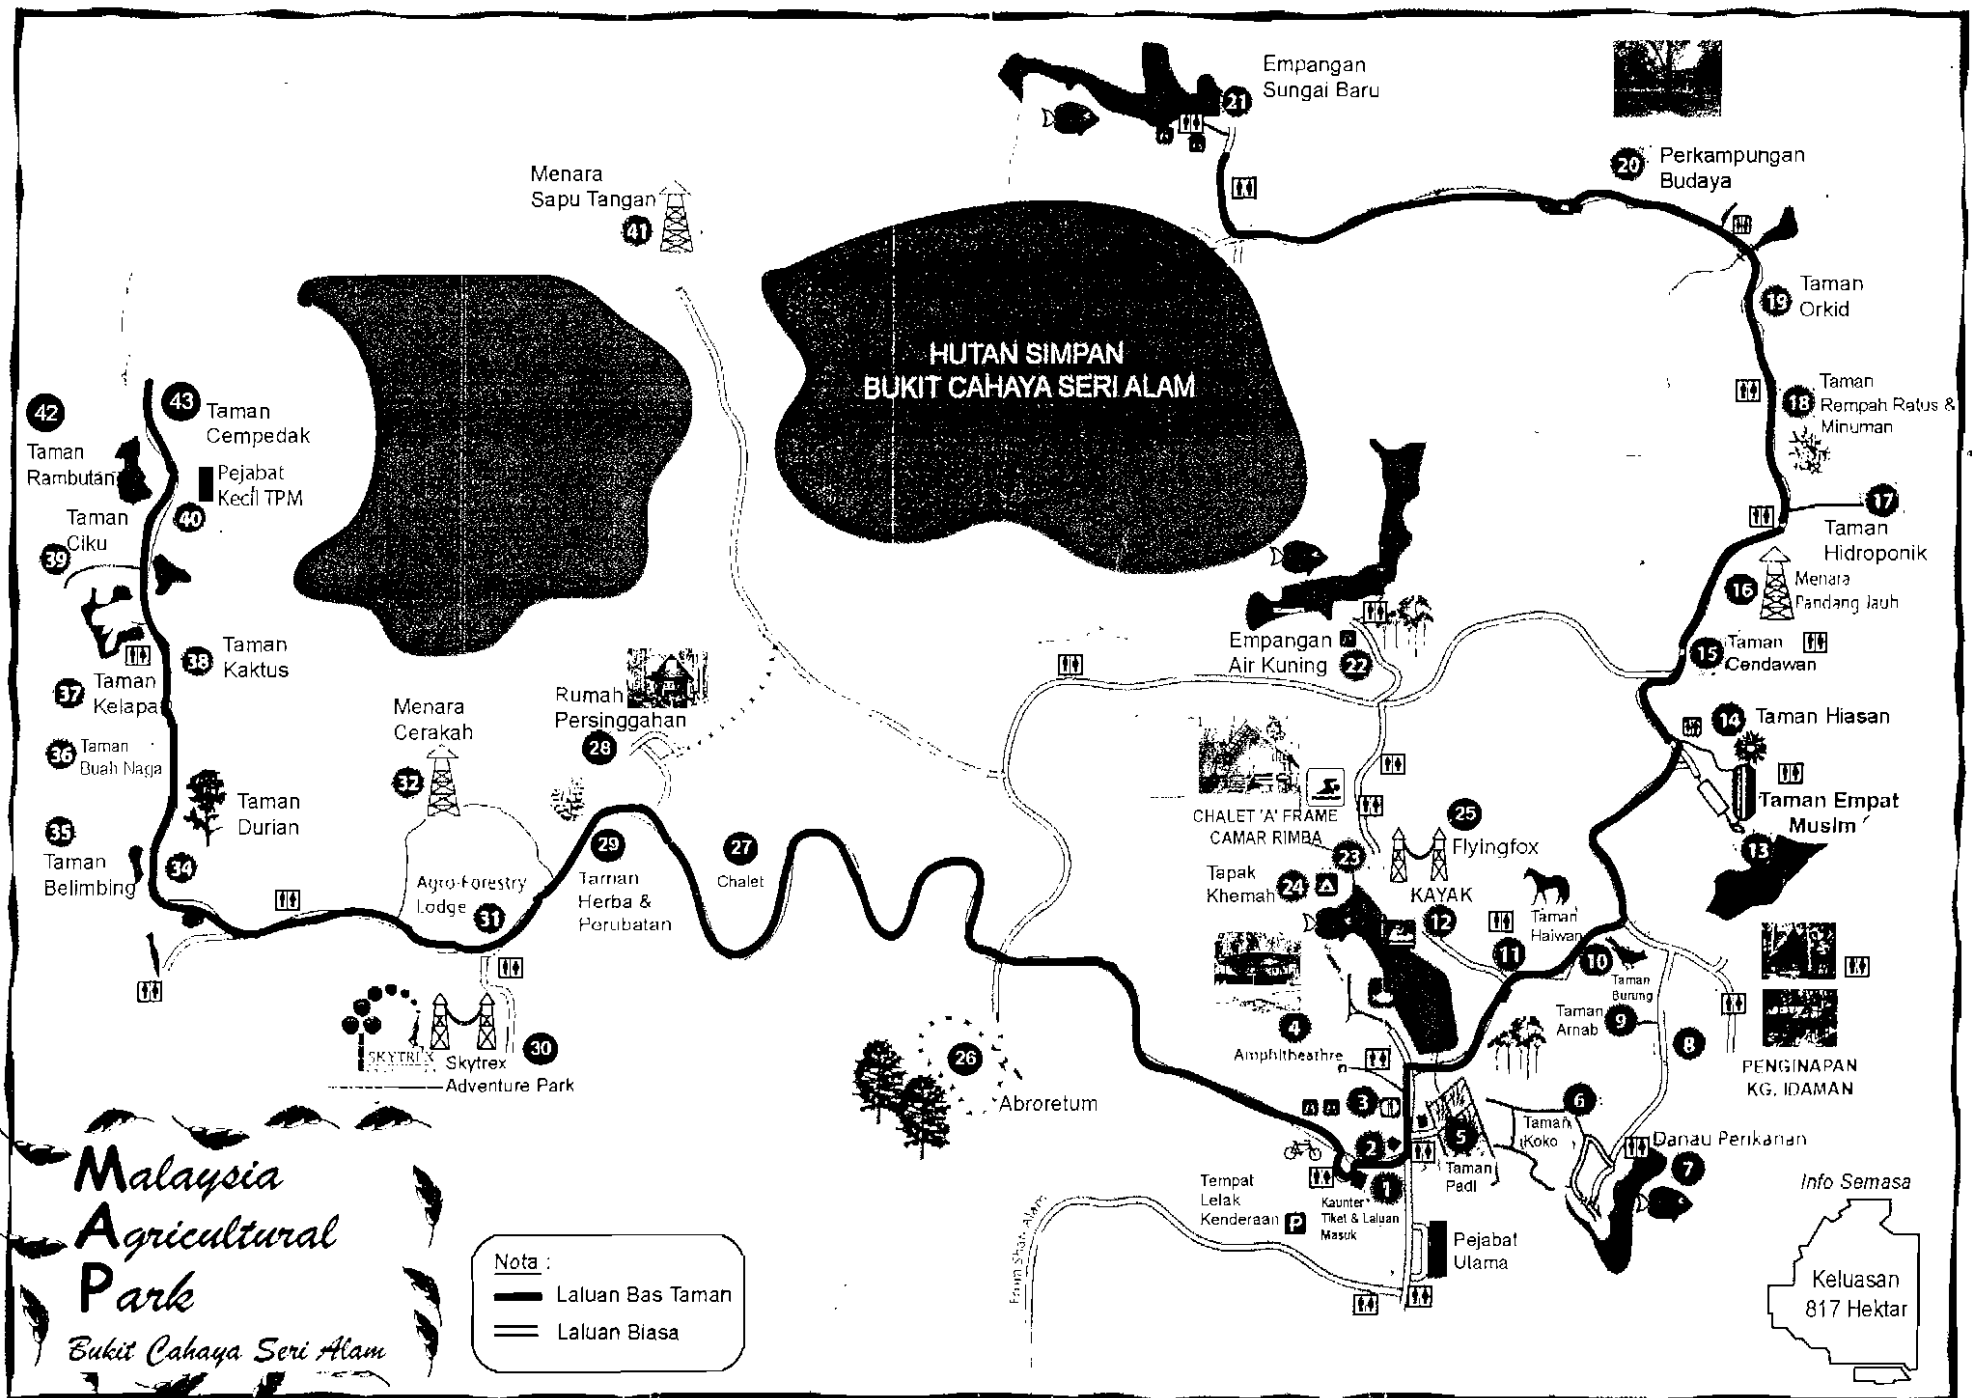 Empangan
Sungai Baru
21
20
Perkampungan
Budaya
Menara
Sapu Tangan
41
19
Taman
Orkid
HUTAN SIMPAN
BUKIT CAHAYA SERI ALAM
18
Taman
Rempah Ratus &
Minuman
42
Taman
Rambutan
43
Taman
Cempedak
Pejabat
Kecil TPM
40
Taman
Ciku
39
17
Taman
Hidroponik
16
Menara
Pandang Jauh
15
Taman
Cendawan
Empangan
Air Kuning
22
38
Taman
Kaktus
37
Taman
Kelapa
36
Taman
Buah Naga
Menara
Cerakah
32
Rumah
Persinggahan
28
14
Taman Hiasan
Taman Empat
Musim
13
CHALET 'A' FRAME
CAMAR RIMBA
23
25
Flyingfox
KAYAK
12
Tapak
Khemah
24
Taman
Durian
35
Taman
Belimbing
34
Agro-Forestry
Lodge
31
29
Taman
Herba &
Perubatan
27
Chalet
Taman
Haiwan
11
10
Taman
Burung
Taman
Arnab
9
8
PENGINAPAN
KG. IDAMAN
4
Amphitheathre
26
Abroretum
SKYTREX
Skytrex
Adventure Park
30
3
2
1
Kaunter
Tiket & Laluan
Masuk
5
Taman
Padi
6
Taman
Koko
Danau Perikanan
7
Tempat
Letak
Kenderaan
P
Pejabat
Utama
From Shah Alam
Malaysia
Agricultural
Park
Bukit Cahaya Seri Alam
Nota :
Laluan Bas Taman
Laluan Biasa
Info Semasa
Keluasan
817 Hektar